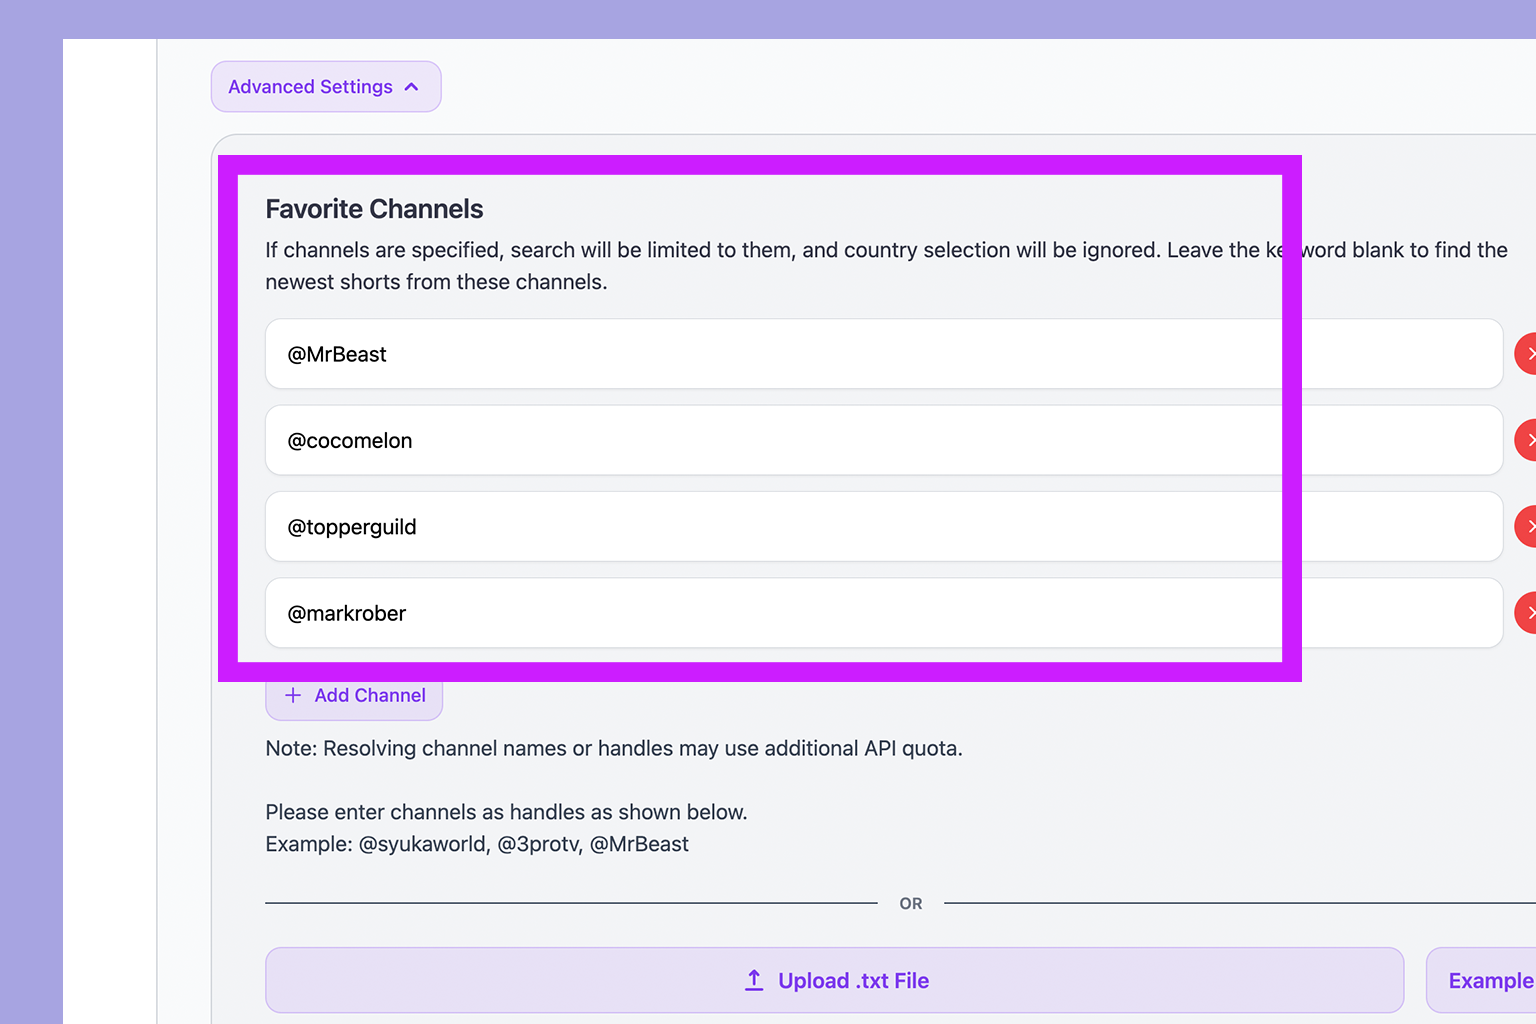 Advanced Settings
Favorite Channels
If channels are specified, search will be limited to them, and country selection will be ignored. Leave the keyword blank to find the
newest shorts from these channels.
@MrBeast
@cocomelon
@topperguild
@markrober
+ Add Channel
Note: Resolving channel names or handles may use additional API quota.
Please enter channels as handles as shown below.
Example: @syukaworld, @3protv, @MrBeast
OR
Upload .txt File
Example